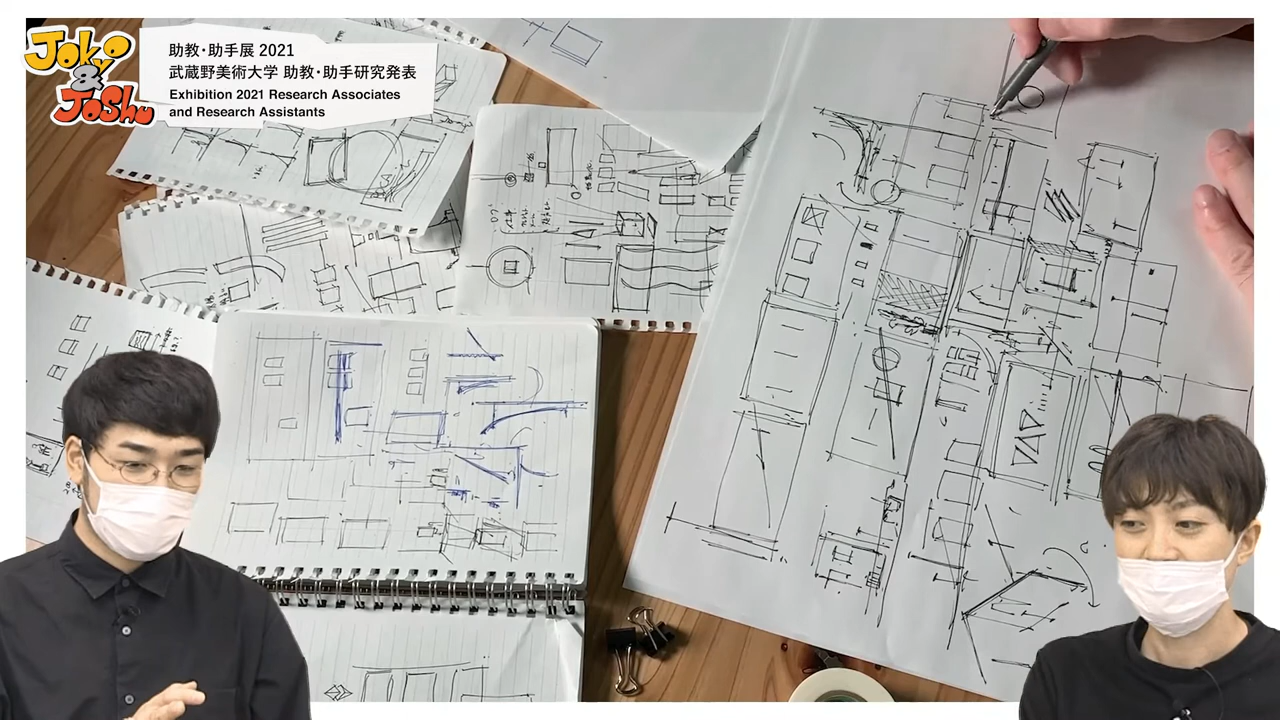 Joky
&
Joshu
助教・助手展 2021
武蔵野美術大学 助教・助手研究発表
Exhibition 2021 Research Associates
and Research Assistants